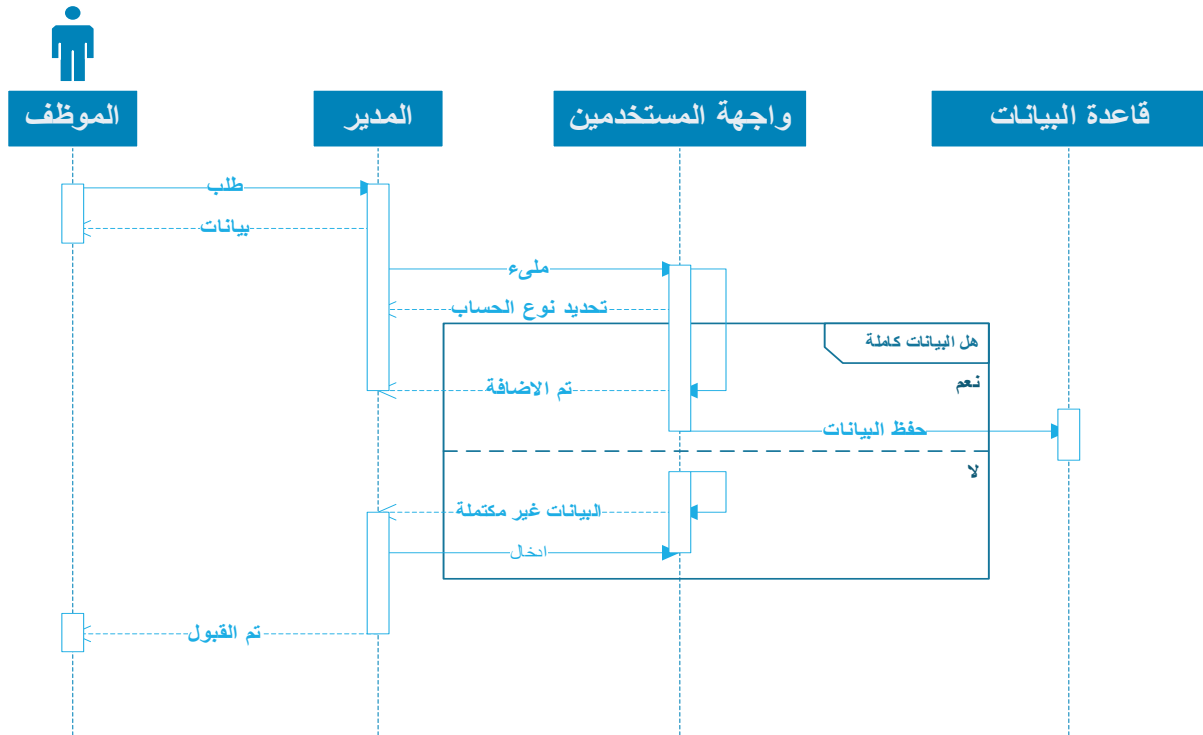 الموظف
المدير
واجهة المستخدمين
قاعدة البيانات
طلب
بيانات
ملىء
تحديد نوع الحساب
هل البيانات كاملة
نعم
تم الاضافة
حفظ البيانات
لا
البيانات غير مكتملة
ادخال
تم القبول